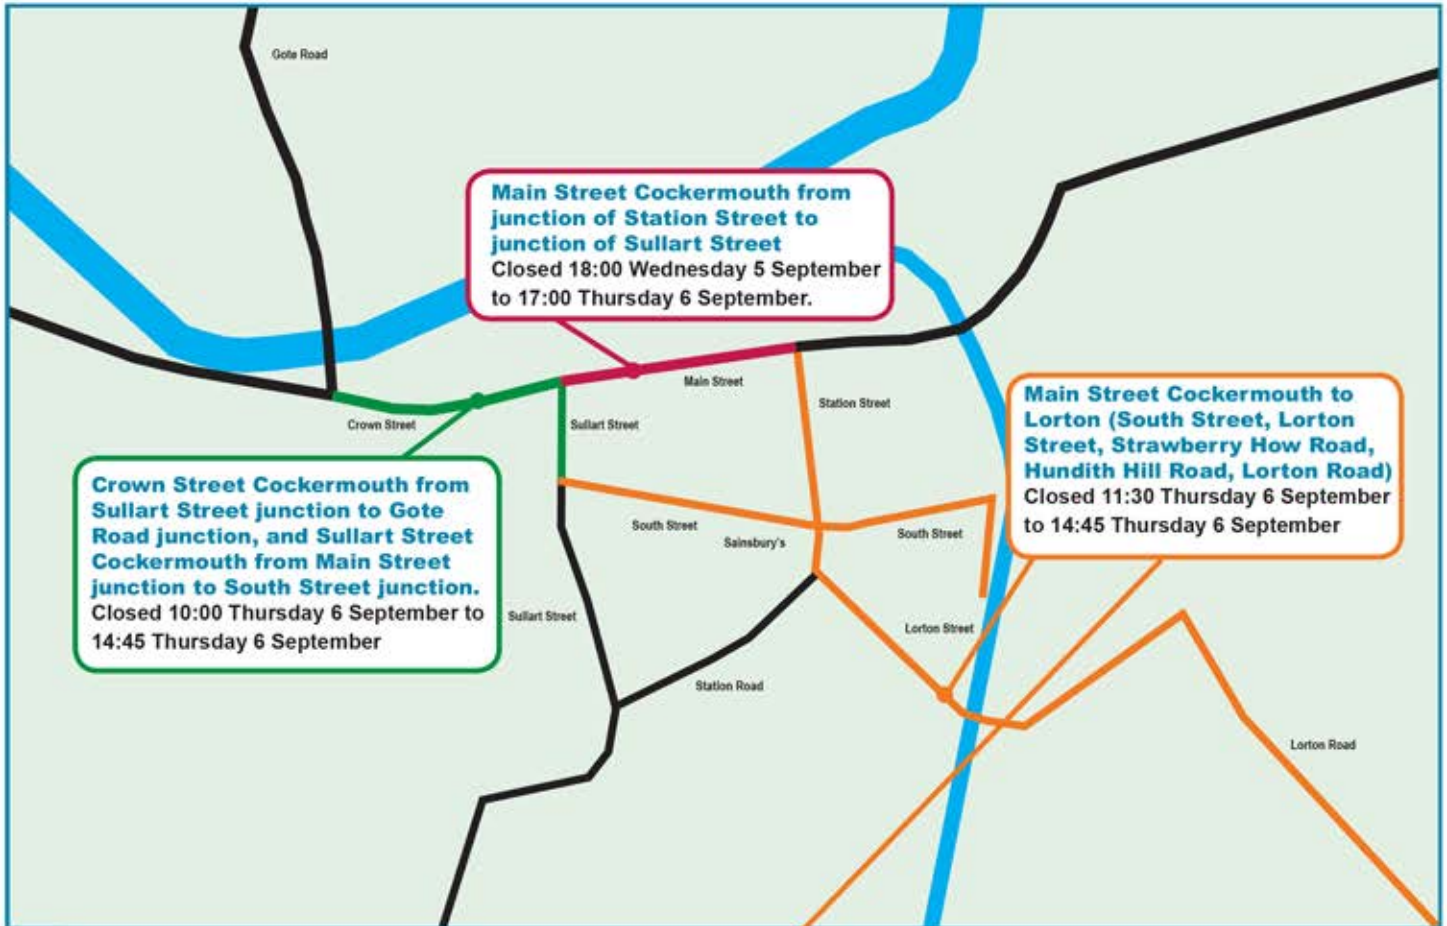 Gote Road
Main Street Cockermouth from
junction of Station Street to
junction of Sullart Street
Closed 18:00 Wednesday 5 September
to 17:00 Thursday 6 September.
Main Street
Station Street
Crown Street
Sullart Street
Main Street Cockermouth to
Lorton (South Street, Lorton
Street, Strawberry How Road,
Hundith Hill Road, Lorton Road)
Closed 11:30 Thursday 6 September
to 14:45 Thursday 6 September
Crown Street Cockermouth from
Sullart Street junction to Gote
Road junction, and Sullart Street
Cockermouth from Main Street
junction to South Street junction.
Closed 10:00 Thursday 6 September to
14:45 Thursday 6 September
South Street
Sainsbury's
South Street
Sullart Street
Lorton Street
Station Road
Lorton Road